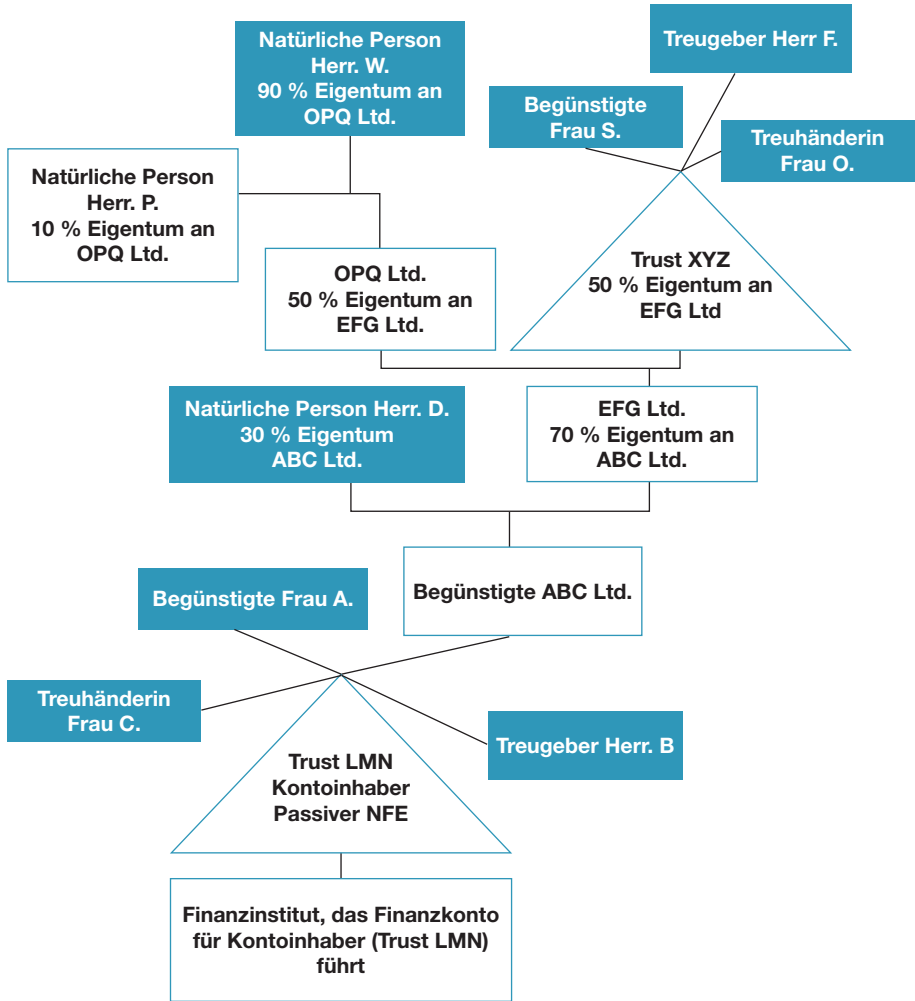 Natürliche Person
Herr. W.
90 % Eigentum an
OPQ Ltd.
Treugeber Herr F.
Begünstigte
Frau S.
Treuhänderin
Frau O.
Natürliche Person
Herr. P.
10 % Eigentum an
OPQ Ltd.
OPQ Ltd.
50 % Eigentum an
EFG Ltd.
Trust XYZ
50 % Eigentum an
EFG Ltd
Natürliche Person Herr. D.
30 % Eigentum
ABC Ltd.
EFG Ltd.
70 % Eigentum an
ABC Ltd.
Begünstigte Frau A.
Begünstigte ABC Ltd.
Treuhänderin
Frau C.
Treugeber Herr. B
Trust LMN
Kontoinhaber
Passiver NFE
Finanzinstitut, das Finanzkonto
für Kontoinhaber (Trust LMN)
führt